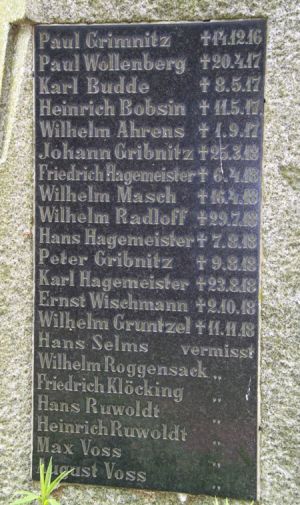 Paul Grimnitz †14.12.16
Paul Wollenberg †20.4.17
Karl Budde †8.5.17
Heinrich Bobsin †11.5.17
Wilhelm Ahrens †1.9.17
Johann Gribnitz †25.3.18
Friedrich Hagemeister †6.4.18
Wilhelm Masch †16.4.18
Wilhelm Radloff †29.7.18
Hans Hagemeister †7.8.18
Peter Gribnitz †9.8.18
Karl Hagemeister †23.8.18
Ernst Wischmann †2.10.18
Wilhelm Gruntzel †11.11.18
Hans Selms vermisst
Wilhelm Roggensack „
Friedrich Klöcking „
Hans Ruwoldt „
Heinrich Ruwoldt „
Max Voss „
August Voss „